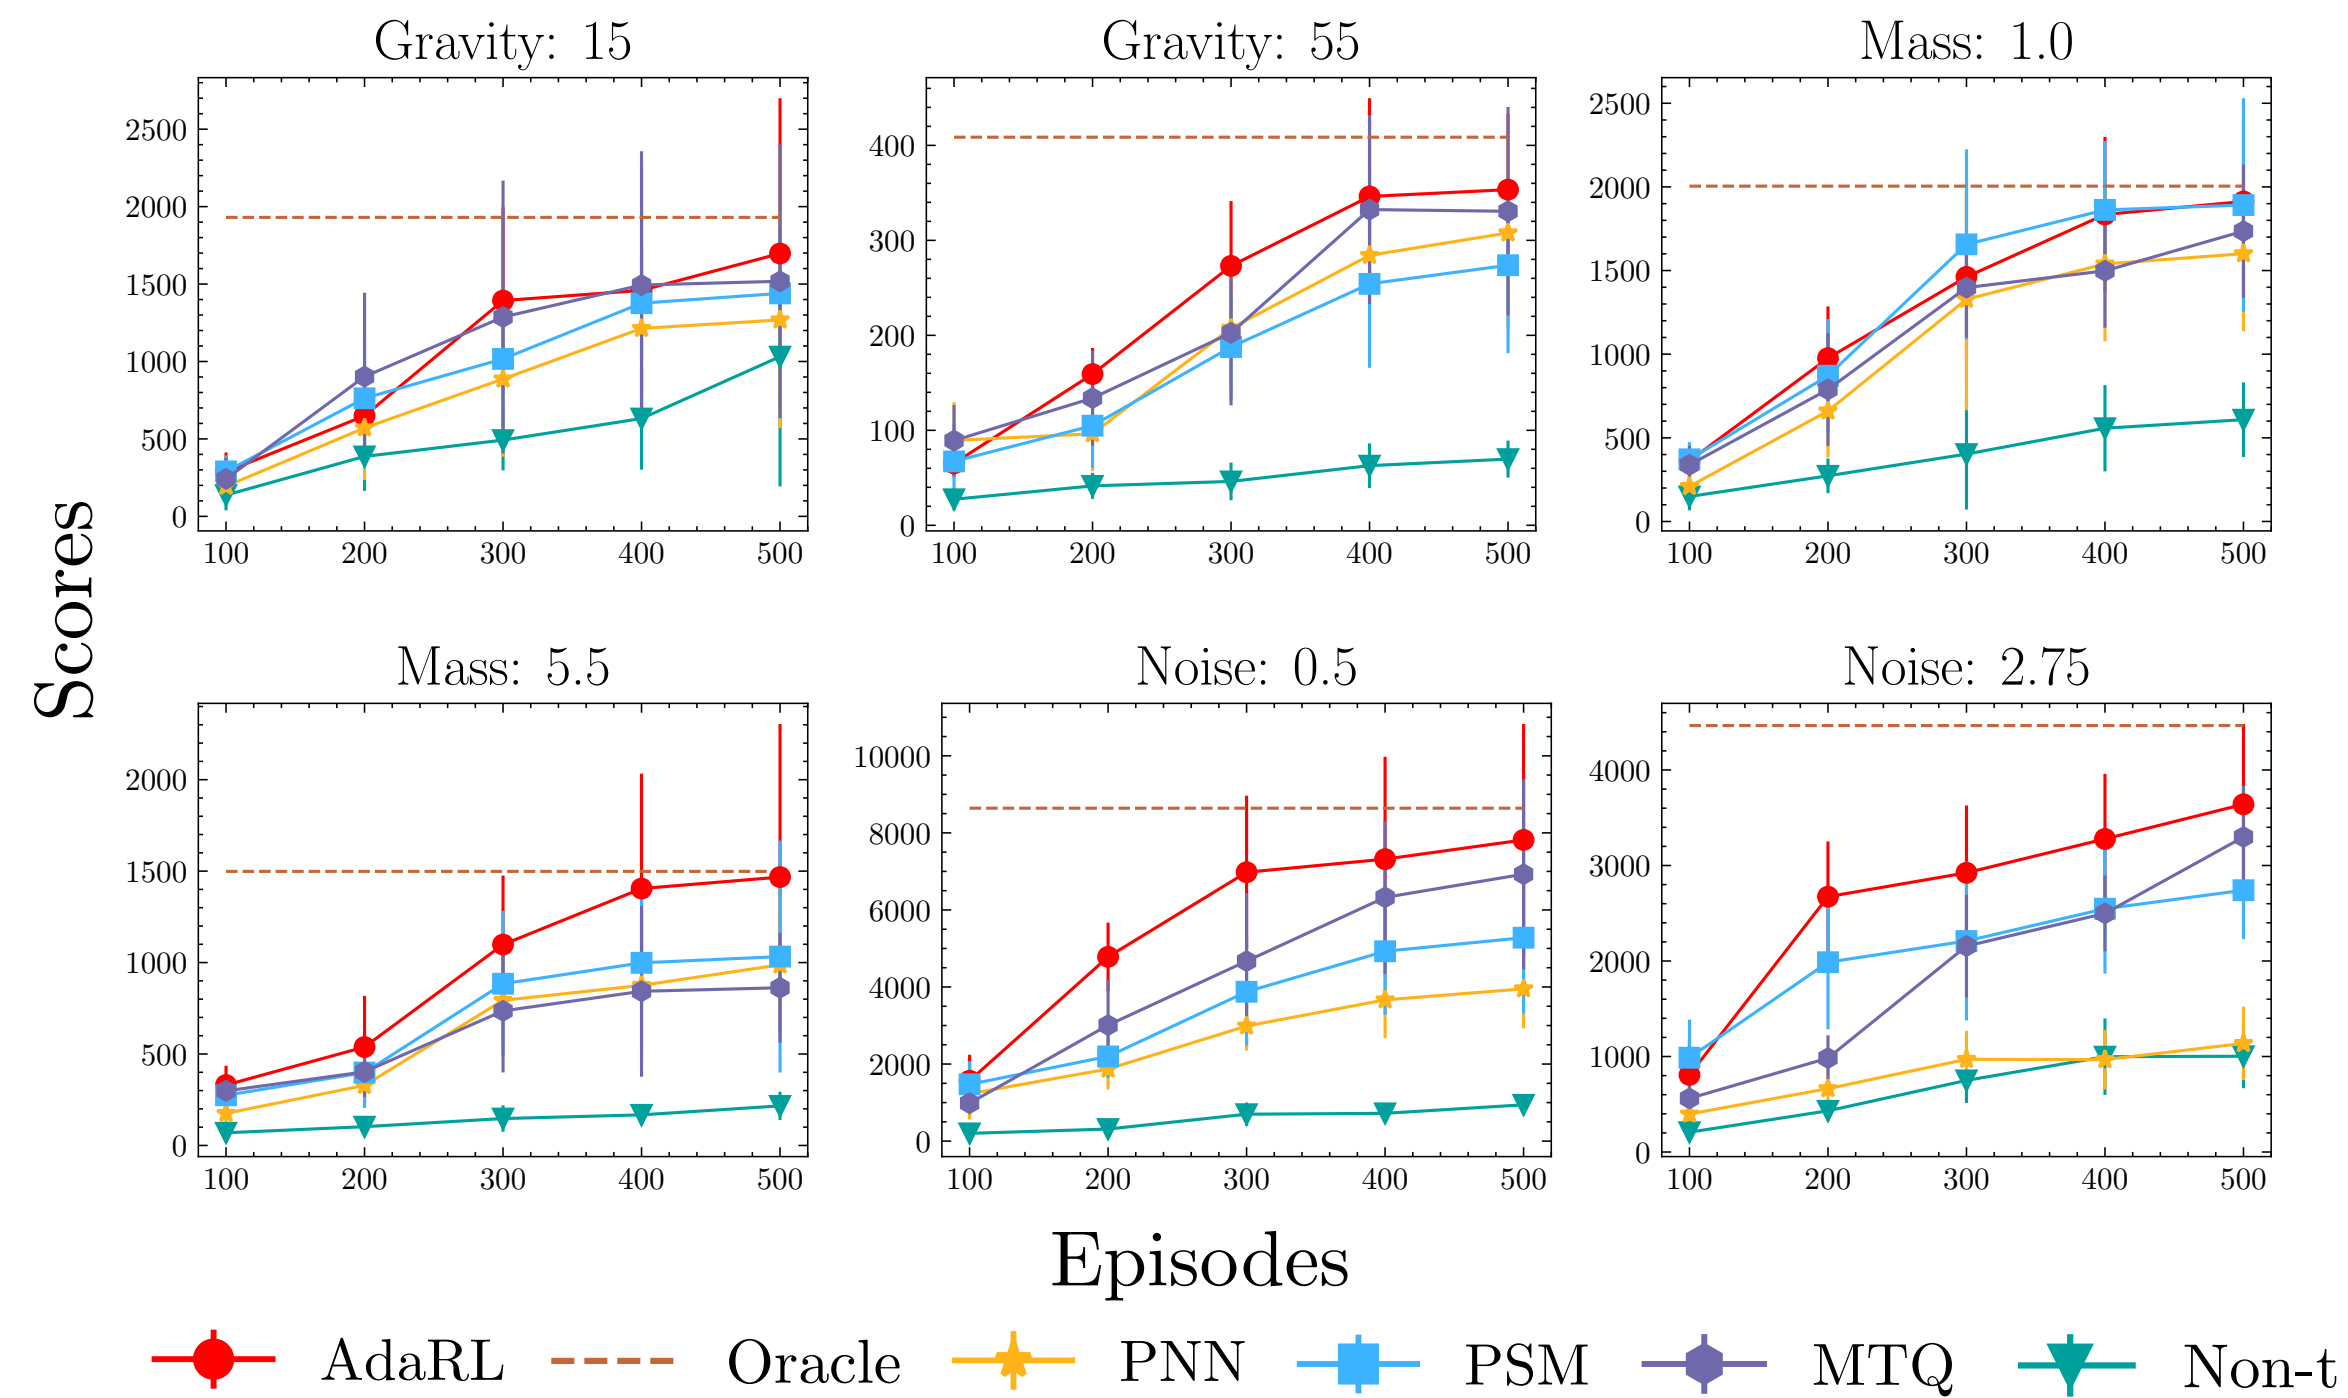 Gravity: 15
2500
2000
1500
1000
500
0
100 200 300 400 500
Gravity: 55
400
300
200
100
0
100 200 300 400 500
Mass: 1.0
2500
2000
1500
1000
500
0
100 200 300 400 500
Scores
Mass: 5.5
2000
1500
1000
500
0
100 200 300 400 500
Noise: 0.5
10000
8000
6000
4000
2000
0
100 200 300 400 500
Noise: 2.75
4000
3000
2000
1000
0
100 200 300 400 500
Episodes
AdaRL Oracle PNN PSM MTQ Non-t